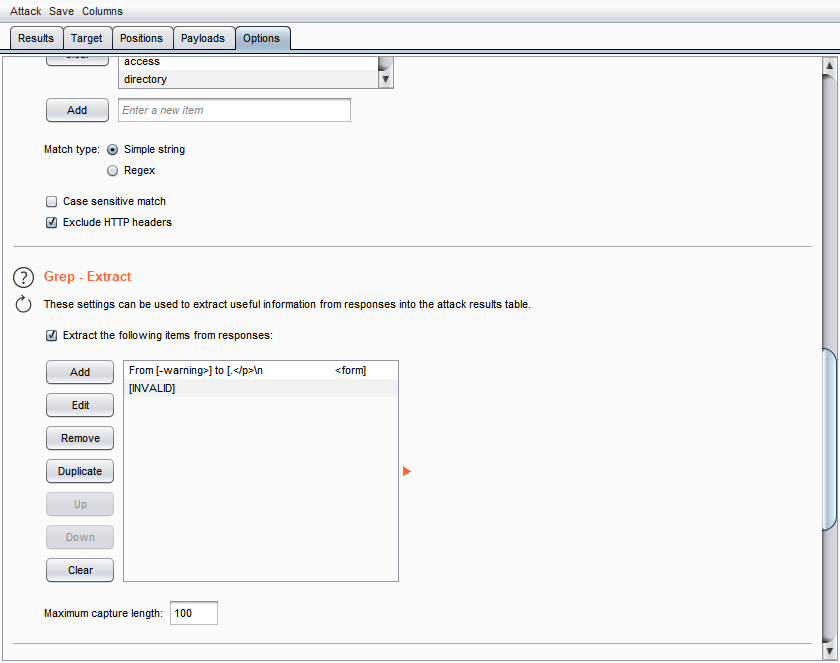 Attack Save Columns
Results Target Positions Payloads Options
access
directory
Add Enter a new item
Match type: Simple string
Regex
Case sensitive match
Exclude HTTP headers
? Grep - Extract
These settings can be used to extract useful information from responses into the attack results table.
Extract the following items from responses:
Add From [-warning>] to [.</p>\n <form]
[INVALID]
Edit
Remove
Duplicate
Up
Down
Clear
Maximum capture length: 100